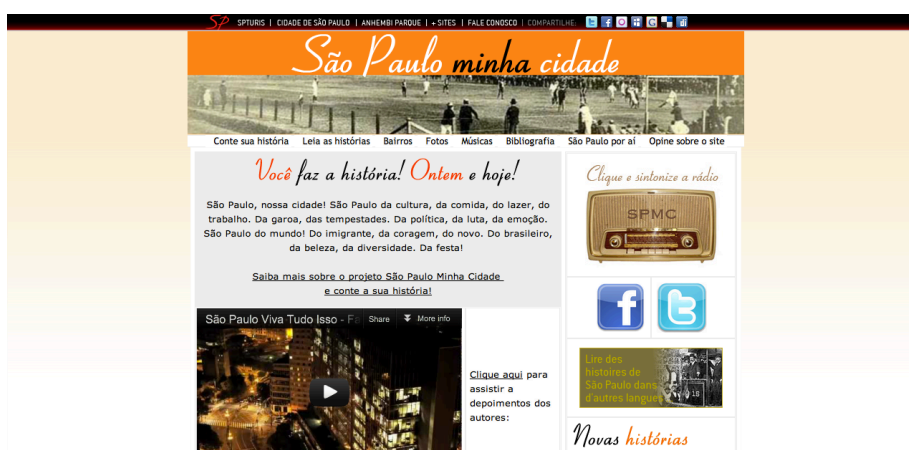 SP SPTURIS | CIDADE DE SÃO PAULO | ANHEMBI PARQUE | + SITES | FALE CONOSCO | COMPARTILHE:
São Paulo minha cidade
Conte sua história Leia as histórias Bairros Fotos Músicas Bibliografia São Paulo por aí Opine sobre o site
Você faz a história! Ontem e hoje!
São Paulo, nossa cidade! São Paulo da cultura, da comida, do lazer, do
trabalho. Da garoa, das tempestades. Da política, da luta, da emoção.
São Paulo do mundo! Do imigrante, da coragem, do novo. Do brasileiro,
da beleza, da diversidade. Da festa!
Saiba mais sobre o projeto São Paulo Minha Cidade
e conte a sua história!
São Paulo Viva Tudo Isso - Share More info
Clique aqui para
assistir a
depoimentos dos
autores:
Clique e sintonize a rádio
SPMC
Lire des
histoires de
São Paulo dans
d'autres langues
Novas histórias